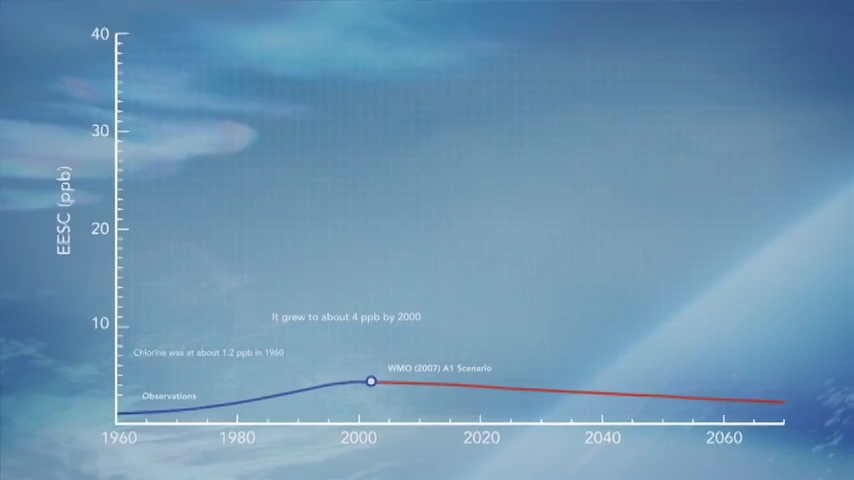 40
30
EESC (ppb)
20
10
It grew to about 4 ppb by 2000
Chlorine was at about 1.2 ppb in 1960
WMO (2007) A1 Scenario
Observations
1960 1980 2000 2020 2040 2060